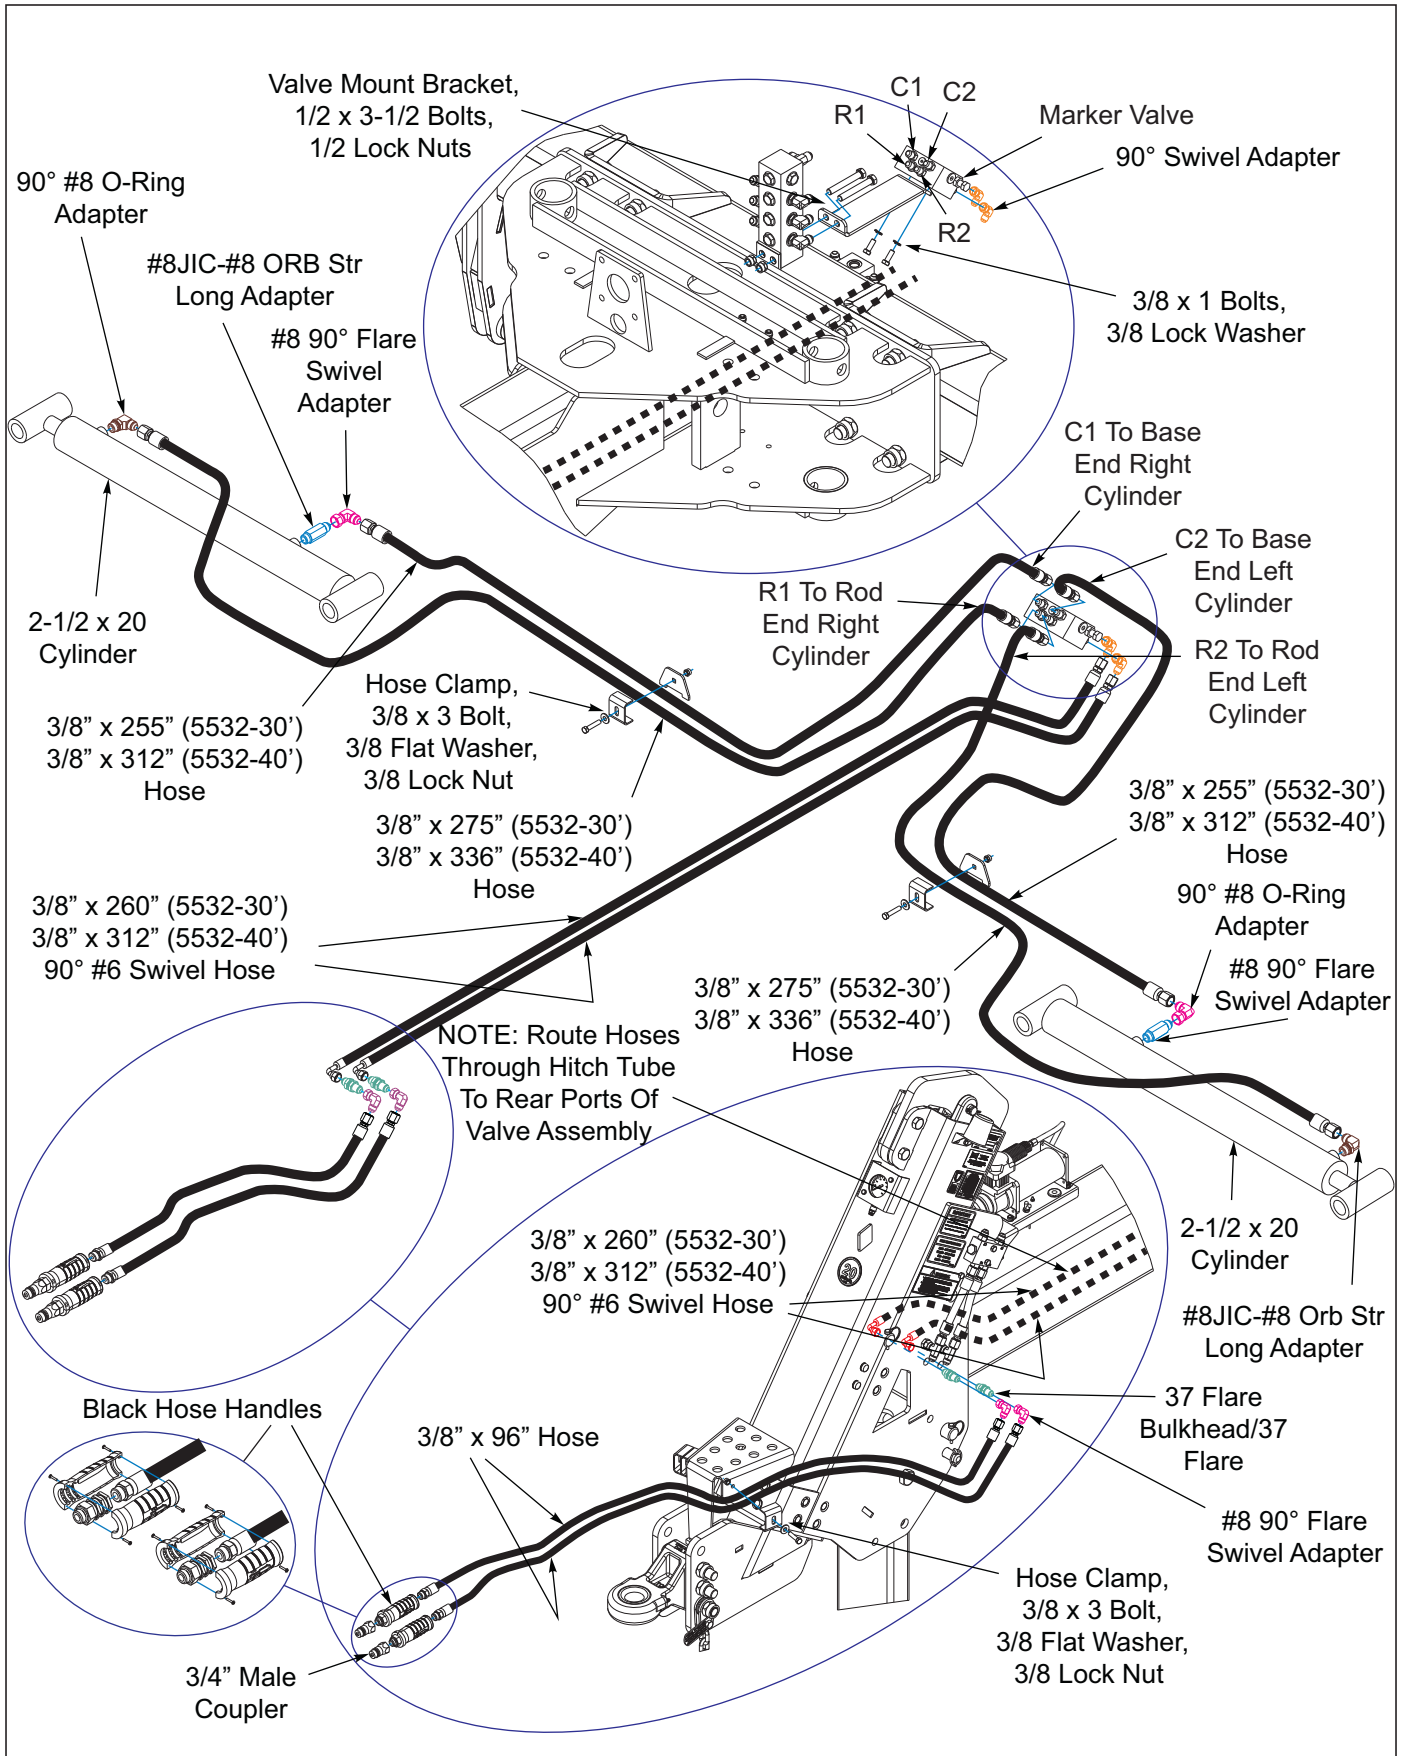 Valve Mount Bracket,
1/2 x 3-1/2 Bolts,
1/2 Lock Nuts
C1
C2
R1
Marker Valve
90° Swivel Adapter
R2
3/8 x 1 Bolts,
3/8 Lock Washer
90° #8 O-Ring
Adapter
#8JIC-#8 ORB Str
Long Adapter
#8 90° Flare
Swivel
Adapter
C1 To Base
End Right
Cylinder
C2 To Base
End Left
Cylinder
R1 To Rod
End Right
Cylinder
R2 To Rod
End Left
Cylinder
2-1/2 x 20
Cylinder
Hose Clamp,
3/8 x 3 Bolt,
3/8 Flat Washer,
3/8 Lock Nut
3/8” x 255” (5532-30’)
3/8” x 312” (5532-40’)
Hose
3/8” x 275” (5532-30’)
3/8” x 336” (5532-40’)
Hose
3/8” x 255” (5532-30’)
3/8” x 312” (5532-40’)
Hose
3/8” x 260” (5532-30’)
3/8” x 312” (5532-40’)
90° #6 Swivel Hose
90° #8 O-Ring
Adapter
#8 90° Flare
Swivel Adapter
3/8” x 275” (5532-30’)
3/8” x 336” (5532-40’)
Hose
NOTE: Route Hoses
Through Hitch Tube
To Rear Ports Of
Valve Assembly
3/8” x 260” (5532-30’)
3/8” x 312” (5532-40’)
90° #6 Swivel Hose
20
2-1/2 x 20
Cylinder
#8JIC-#8 Orb Str
Long Adapter
37 Flare
Bulkhead/37
Flare
Black Hose Handles
3/8” x 96” Hose
#8 90° Flare
Swivel Adapter
Hose Clamp,
3/8 x 3 Bolt,
3/8 Flat Washer,
3/8 Lock Nut
3/4” Male
Coupler